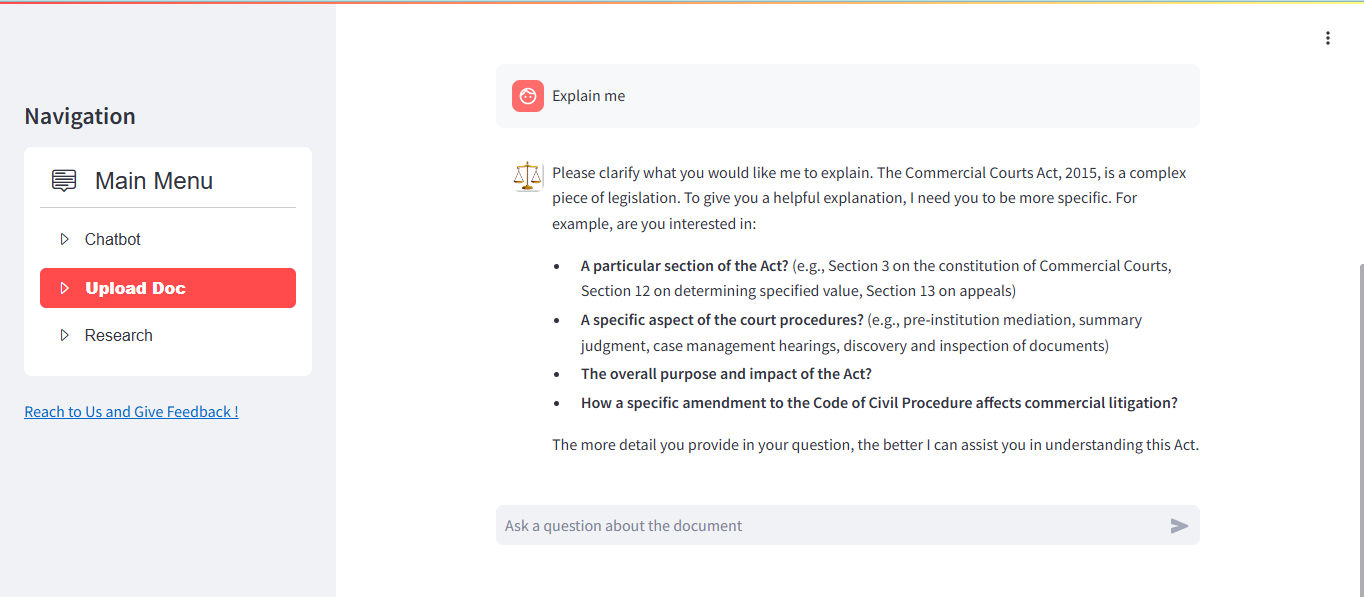 Navigation
Main Menu
Chatbot
Upload Doc
Research
Reach to Us and Give Feedback !
Explain me
Please clarify what you would like me to explain. The Commercial Courts Act, 2015, is a complex
piece of legislation. To give you a helpful explanation, I need you to be more specific. For
example, are you interested in:
• A particular section of the Act? (e.g., Section 3 on the constitution of Commercial Courts,
Section 12 on determining specified value, Section 13 on appeals)
• A specific aspect of the court procedures? (e.g., pre-institution mediation, summary
judgment, case management hearings, discovery and inspection of documents)
• The overall purpose and impact of the Act?
• How a specific amendment to the Code of Civil Procedure affects commercial litigation?
The more detail you provide in your question, the better I can assist you in understanding this Act.
Ask a question about the document